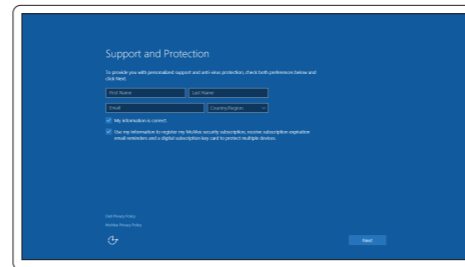 Support and Protection
To provide you with personalized support and anti-virus protection, check both preferences below and
click Next.
First Name
Last Name
Email
Country/Region
My information is correct.
Use my information to register my McAfee security subscription, receive subscription expiration
email reminders and a digital subscription key card to protect multiple devices.
Dell Privacy Policy
McAfee Privacy Policy
Next